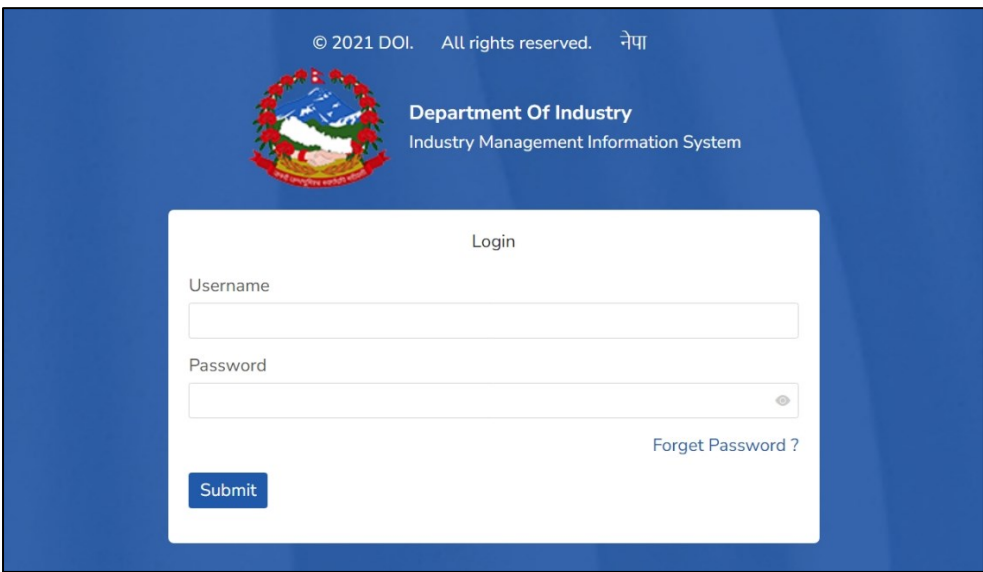 © 2021 DOI. All rights reserved. नेपा
Department Of Industry
Industry Management Information System
Login
Username
Password
Forget Password ?
Submit